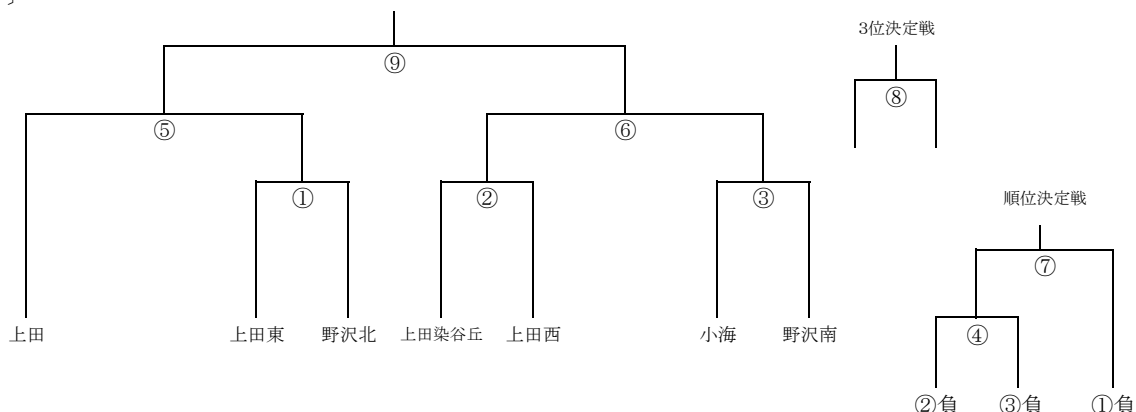 3位決定戦
⑨
⑧
⑤
⑥
①
②
③
順位決定戦
⑦
上田
上田東
野沢北
上田染谷丘
上田西
小海
野沢南
④
②負
③負
①負